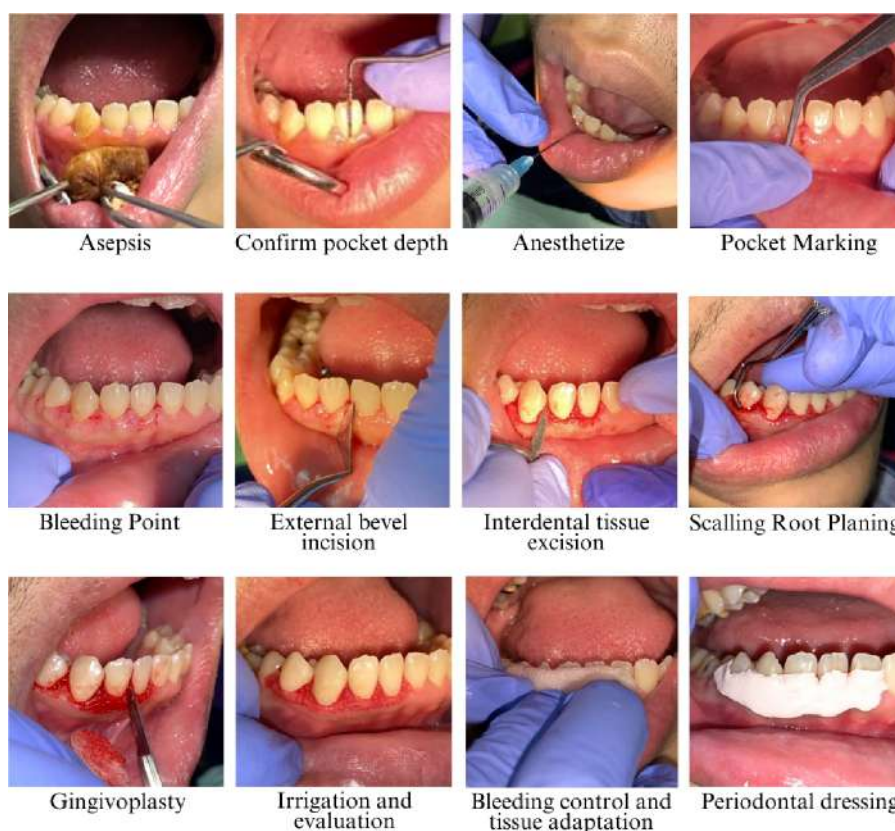 Asepsis
Confirm pocket depth
Anesthetize
Pocket Marking
Bleeding Point
External bevel
incision
Interdental tissue
excision
Scalling Root Planing
Gingivoplasty
Irrigation and
evaluation
Bleeding control and
tissue adaptation
Periodontal dressing